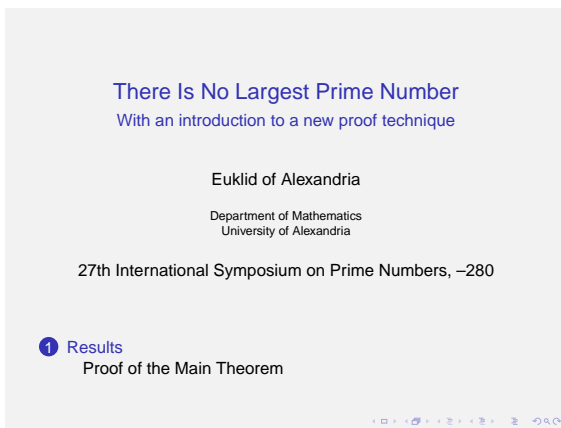 There Is No Largest Prime Number
With an introduction to a new proof technique
Euklid of Alexandria
Department of Mathematics
University of Alexandria
27th International Symposium on Prime Numbers, –280
1 Results
Proof of the Main Theorem